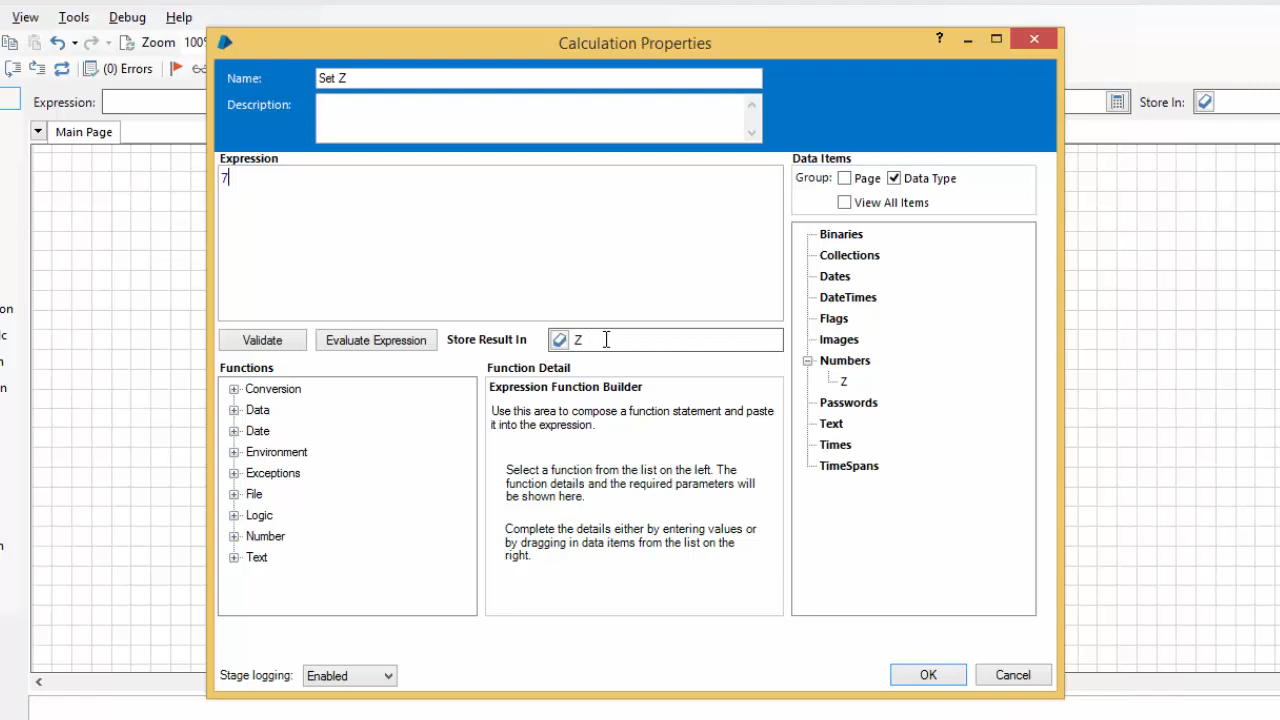 View Tools Debug Help
Zoom 100%
(0) Errors
Expression:
Store In:
Main Page
Calculation Properties
?
Name: Set Z
Description:
Expression
7
Data Items
Group: Page Data Type
View All Items
Binaries
Collections
Dates
DateTimes
Flags
Images
Numbers
Z
Passwords
Text
Times
TimeSpans
Validate Evaluate Expression Store Result In Z
Functions
Conversion
Data
Date
Environment
Exceptions
File
Logic
Number
Text
Function Detail
Expression Function Builder
Use this area to compose a function statement and paste
it into the expression.
Select a function from the list on the left. The
function details and the required parameters will
be shown here.
Complete the details either by entering values or
by dragging in data items from the list on the
right.
Stage logging: Enabled
OK Cancel